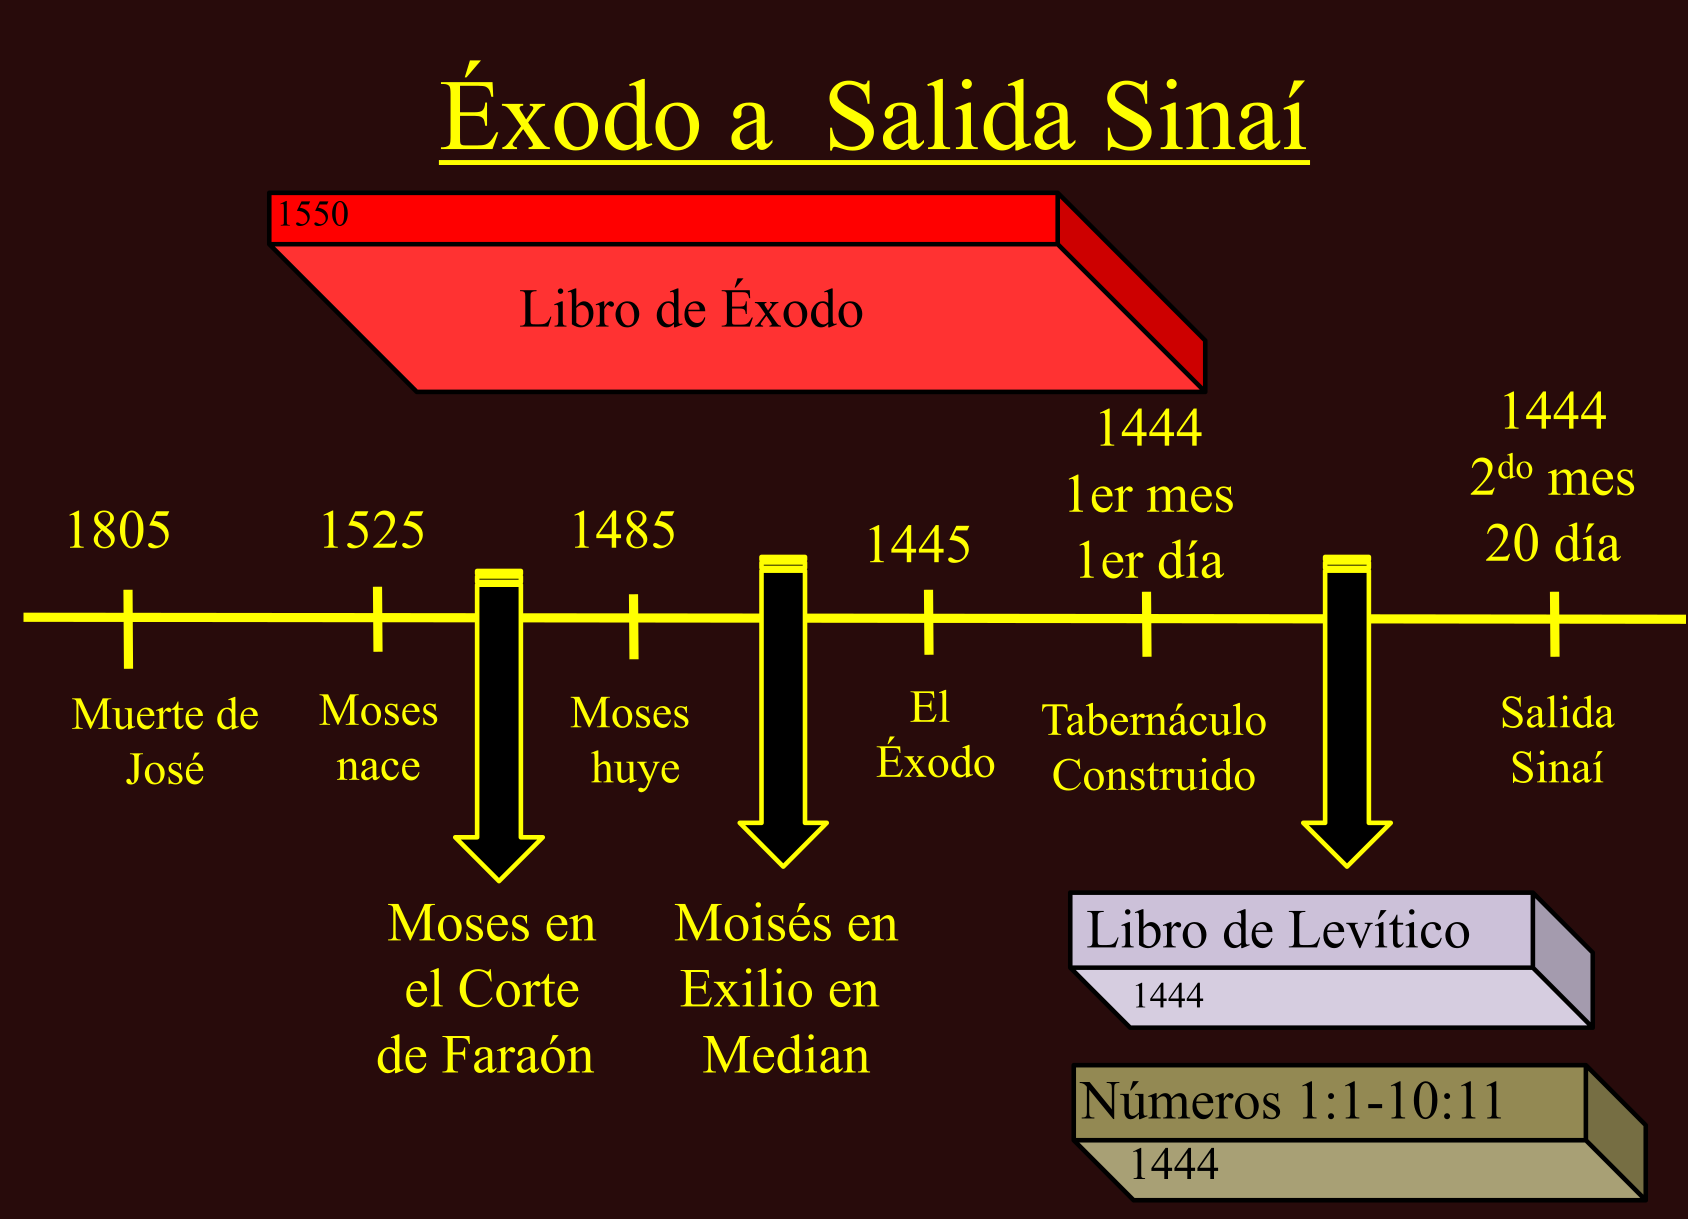 Éxodo a Salida Sinaí
1550
Libro de Éxodo
1805
1525
1485
1445
1444
1er mes
1er día
1444
2do mes
20 día
Muerte de
José
Moses
nace
Moses
huye
El
Éxodo
Tabernáculo
Construido
Salida
Sinaí
Moses en
el Corte
de Faraón
Moisés en
Exilio en
Median
Libro de Levítico
1444
Números 1:1-10:11
1444